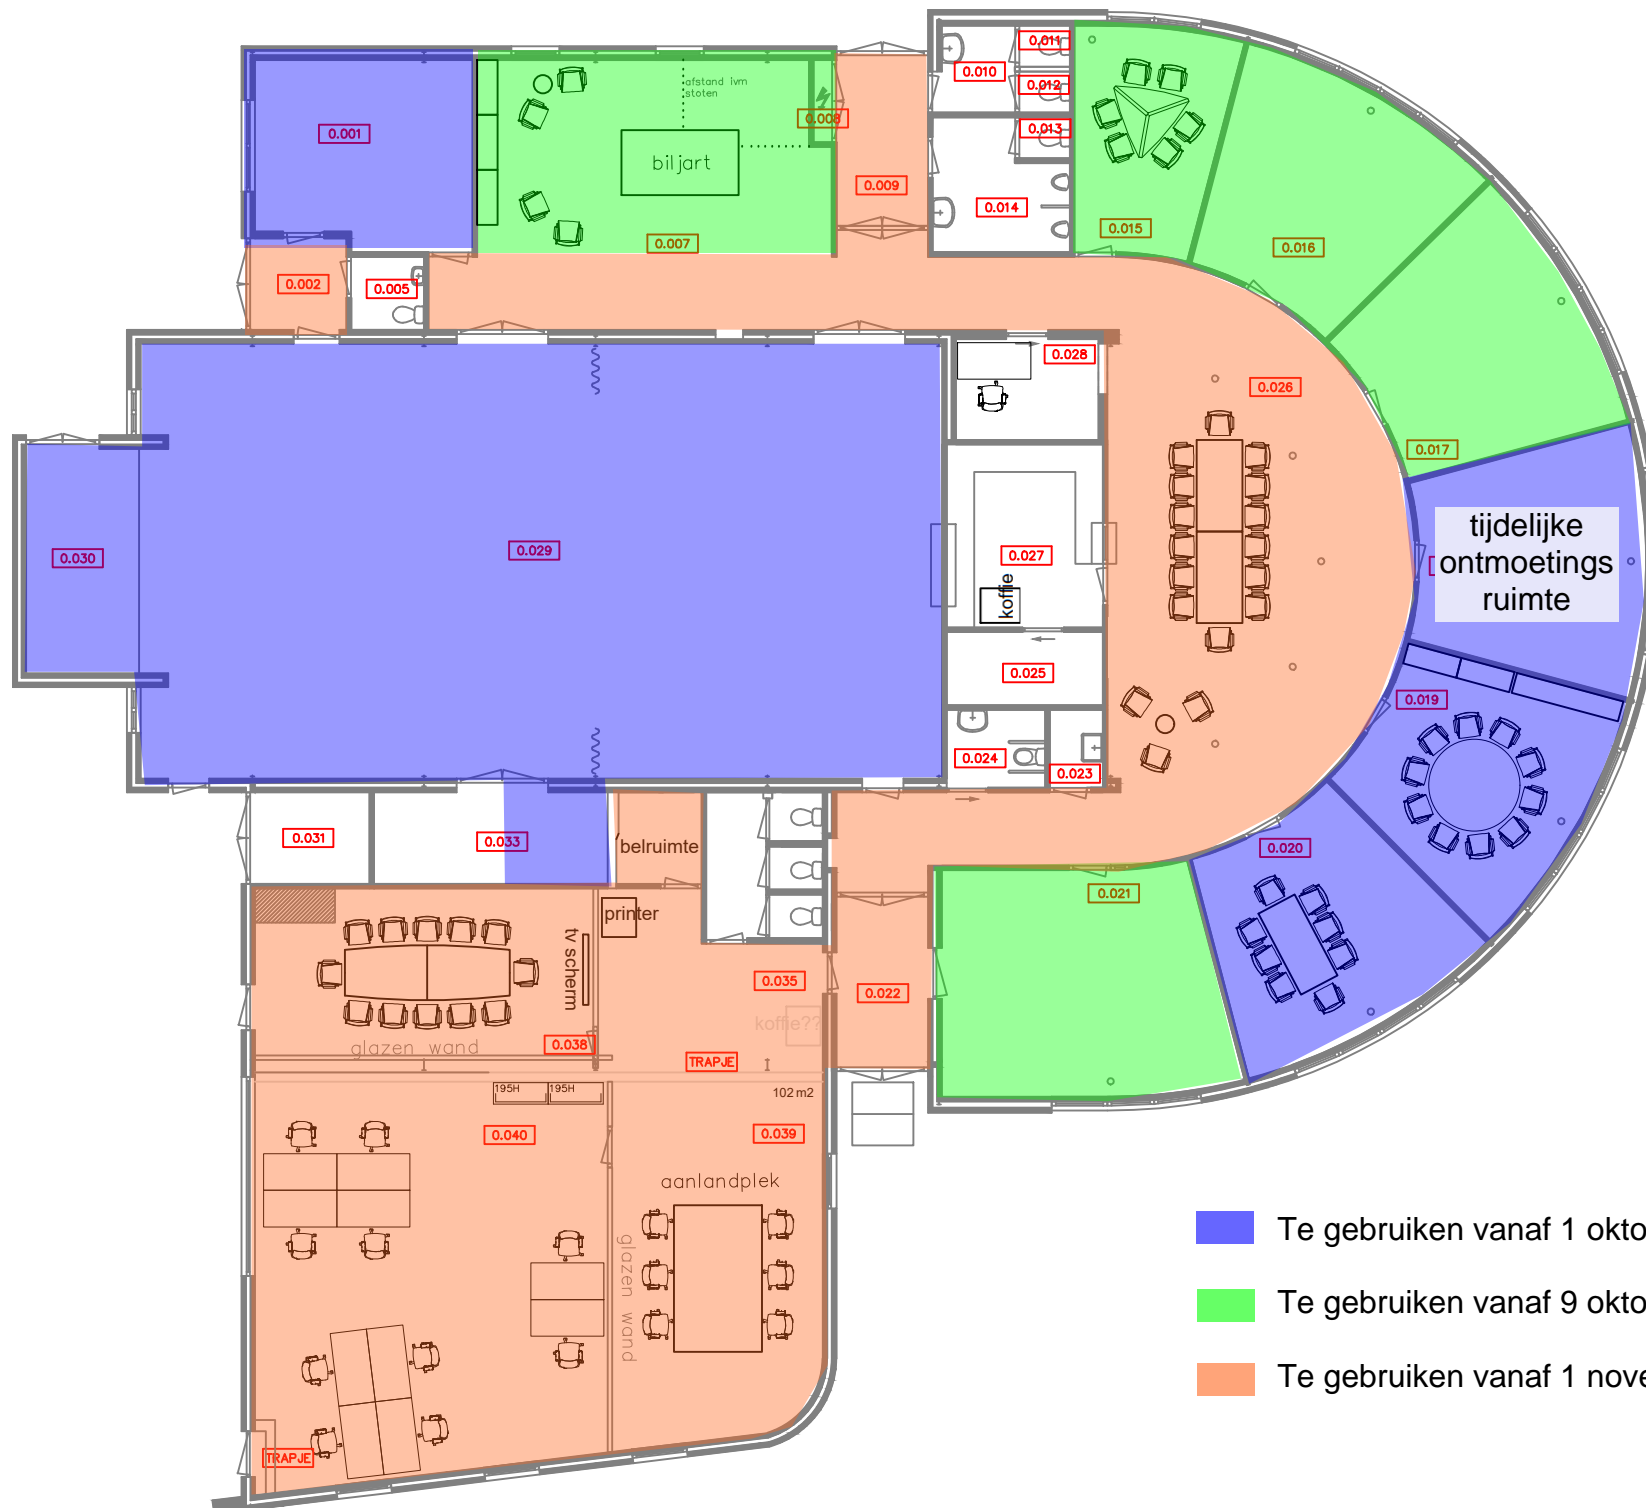 0.011
0.010
0.012
afstand ivm
stoten
0.008
0.001
0.013
biljart
0.009
0.014
0.015
0.007
0.016
0.002
0.005
0.028
0.026
0.017
tijdelijke
ontmoetings
ruimte
0.029
0.030
0.027
koffie
0.025
0.019
0.024
0.023
0.031
0.033
belruimte
0.020
0.021
printer
tv scherm
0.035
0.022
koffie??
glazen wand
0.038
TRAPJE
195H
195H
102 m2
0.040
0.039
aanlandplek
glazen wand
TRAPJE
Te gebruiken vanaf 1 okto
Te gebruiken vanaf 9 okto
Te gebruiken vanaf 1 nove